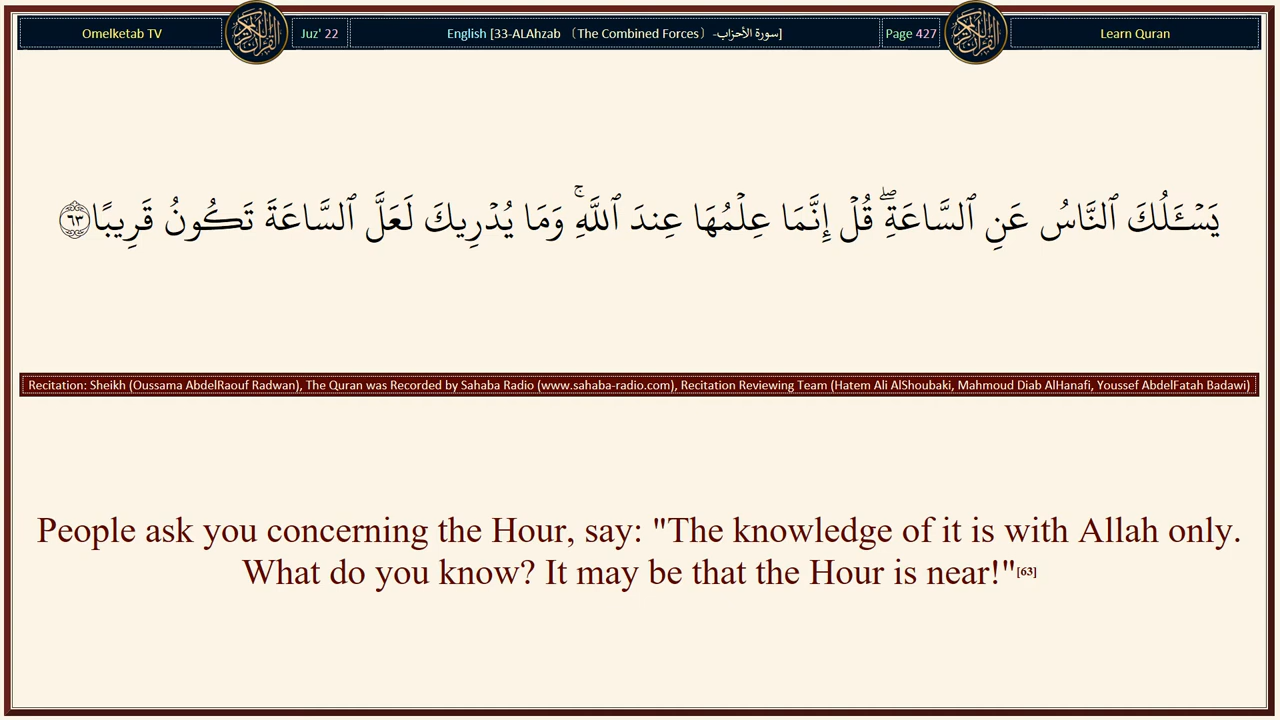 Omelketab TV
Juz' 22
English [33-ALAhzab （The Combined Forces） -سورة الأحزاب]
Page 427
Learn Quran
يَسْـَٔلُكَ ٱلنَّاسُ عَنِ ٱلسَّاعَةِۖ قُلْ إِنَّمَا عِلْمُهَا عِندَ ٱللَّهِۚ وَمَا يُدْرِيكَ لَعَلَّ ٱلسَّاعَةَ تَكُونُ قَرِيبًا ٦٣
Recitation: Sheikh (Oussama AbdelRaouf Radwan), The Quran was Recorded by Sahaba Radio (www.sahaba-radio.com), Recitation Reviewing Team (Hatem Ali AlShoubaki, Mahmoud Diab AlHanafi, Youssef AbdelFatah Badawi)
People ask you concerning the Hour, say: "The knowledge of it is with Allah only.
What do you know? It may be that the Hour is near!"[63]